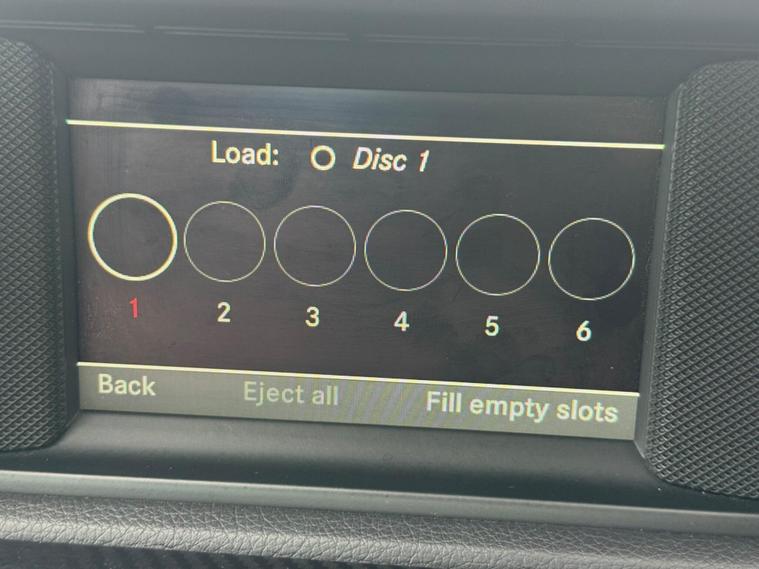 Load: Disc 1
1 2 3 4 5 6
Back Eject all Fill empty slots